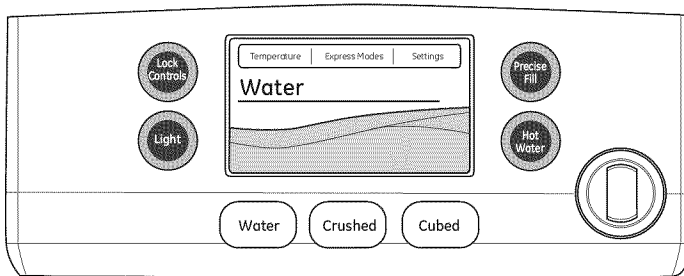 Lock
Controls
Light
Temperature Express Modes Settings
Water
Precise
Fill
Hot
Water
Water Crushed Cubed